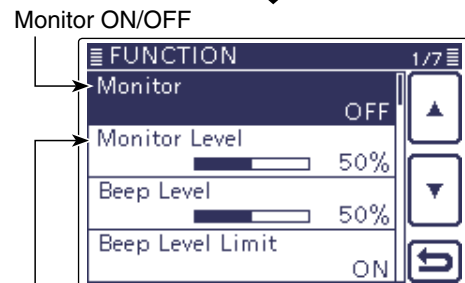 Monitor ON/OFF
FUNCTION 1/7
Monitor
OFF
Monitor Level
50%
Beep Level
50%
Beep Level Limit
ON